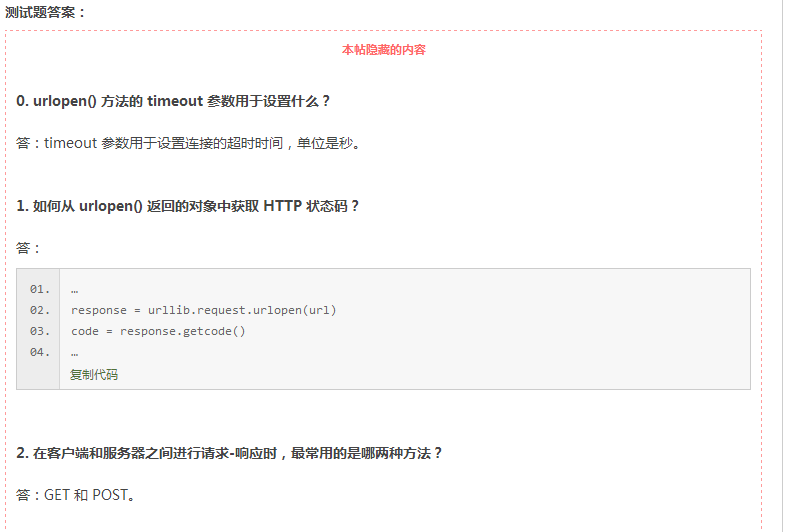 测试题答案：
本帖隐藏的内容
0. urlopen() 方法的 timeout 参数用于设置什么？
答：timeout 参数用于设置连接的超时时间，单位是秒。
1. 如何从 urlopen() 返回的对象中获取 HTTP 状态码？
答：
01. …
02. response = urllib.request.urlopen(url)
03. code = response.getcode()
04. …
复制代码
2. 在客户端和服务器之间进行请求-响应时，最常用的是哪两种方法？
答：GET 和 POST。